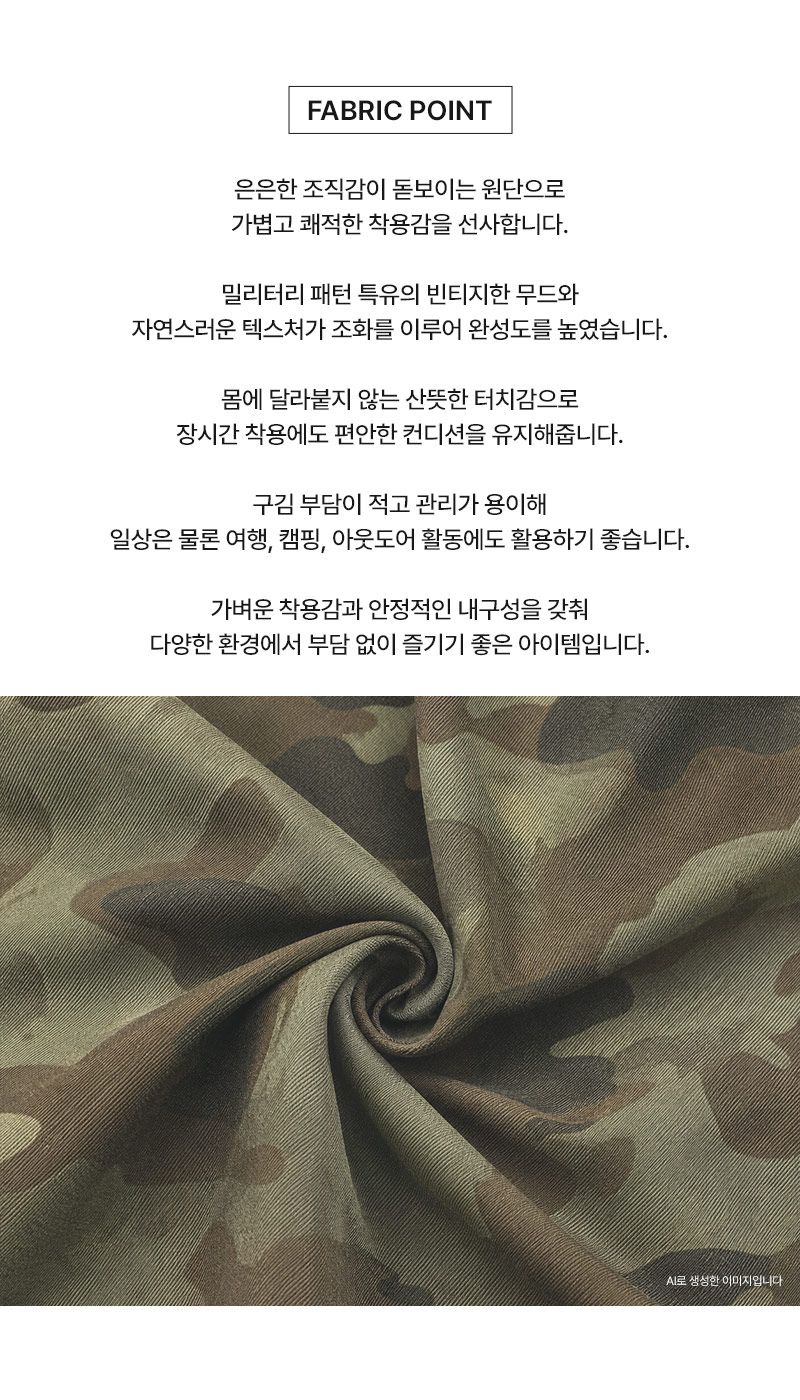 FABRIC POINT
은은한 조직감이 돋보이는 원단으로
가볍고 쾌적한 착용감을 선사합니다.
밀리터리 패턴 특유의 빈티지한 무드와
자연스러운 텍스처가 조화를 이루어 완성도를 높였습니다.
몸에 달라붙지 않는 산뜻한 터치감으로
장시간 착용에도 편안한 컨디션을 유지해줍니다.
구김 부담이 적고 관리가 용이해
일상은 물론 여행, 캠핑, 아웃도어 활동에도 활용하기 좋습니다.
가벼운 착용감과 안정적인 내구성을 갖춰
다양한 환경에서 부담 없이 즐기기 좋은 아이템입니다.
AI로 생성한 이미지입니다